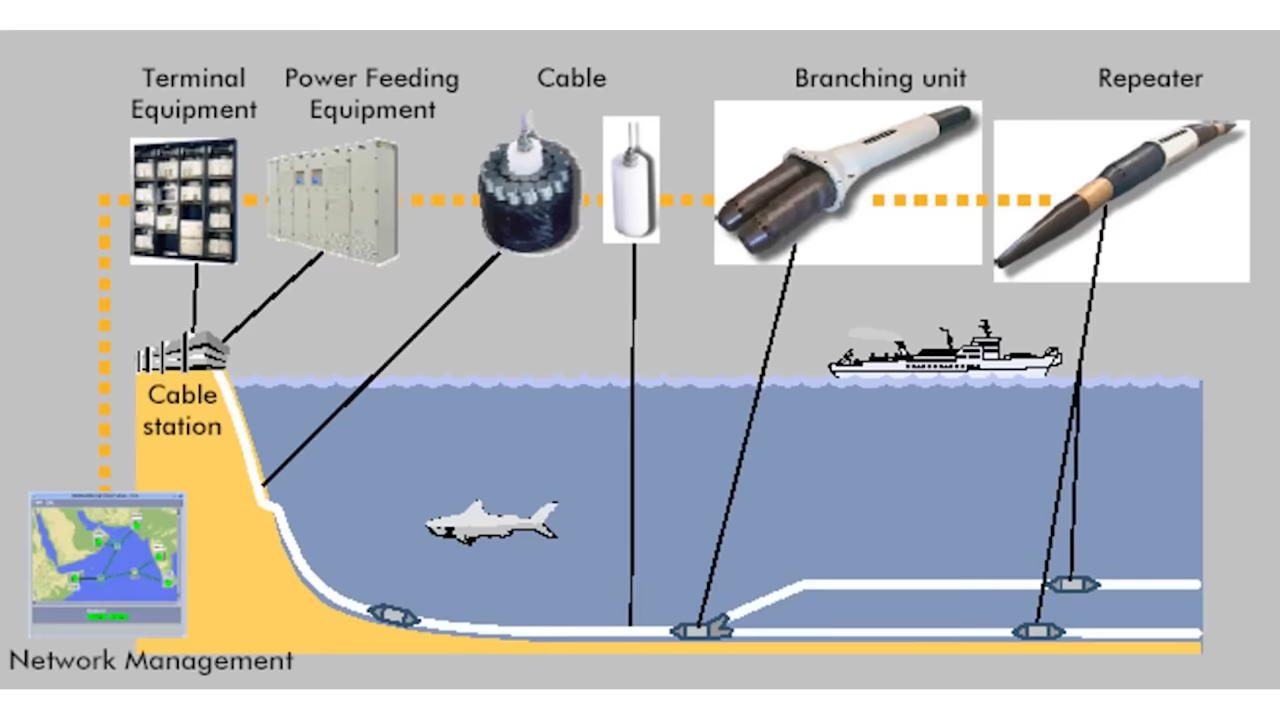 Terminal
Equipment
Power Feeding
Equipment
Cable
Branching unit
Repeater
Cable
station
Network Management